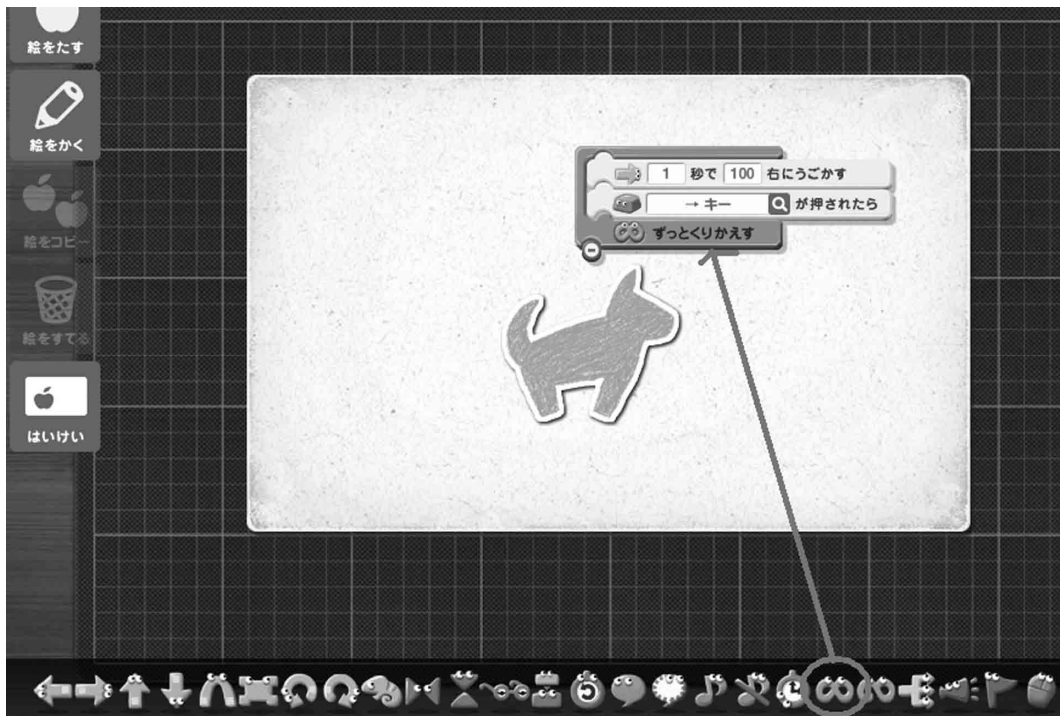 絵をたす
絵をかく
絵をコピー
絵をすてる
はいけい
1 秒で 100 右にうごかす
→ キー が押されたら
ずっとくりかえす